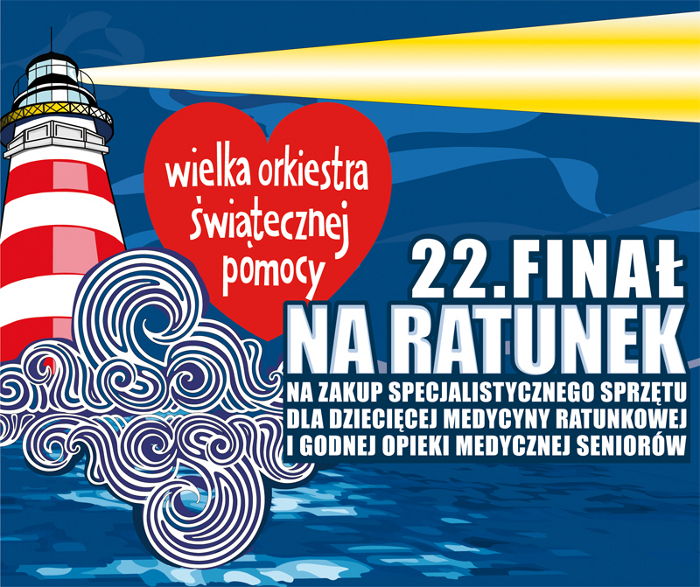 wielka orkiestra
świątecznej
pomocy
22.FINAŁ
NA RATUNEK
NA ZAKUP SPECJALISTYCZNEGO SPRZĘTU
DLA DZIECIĘCEJ MEDYCYNY RATUNKOWEJ
I GODNEJ OPIEKI MEDYCZNEJ SENIORÓW